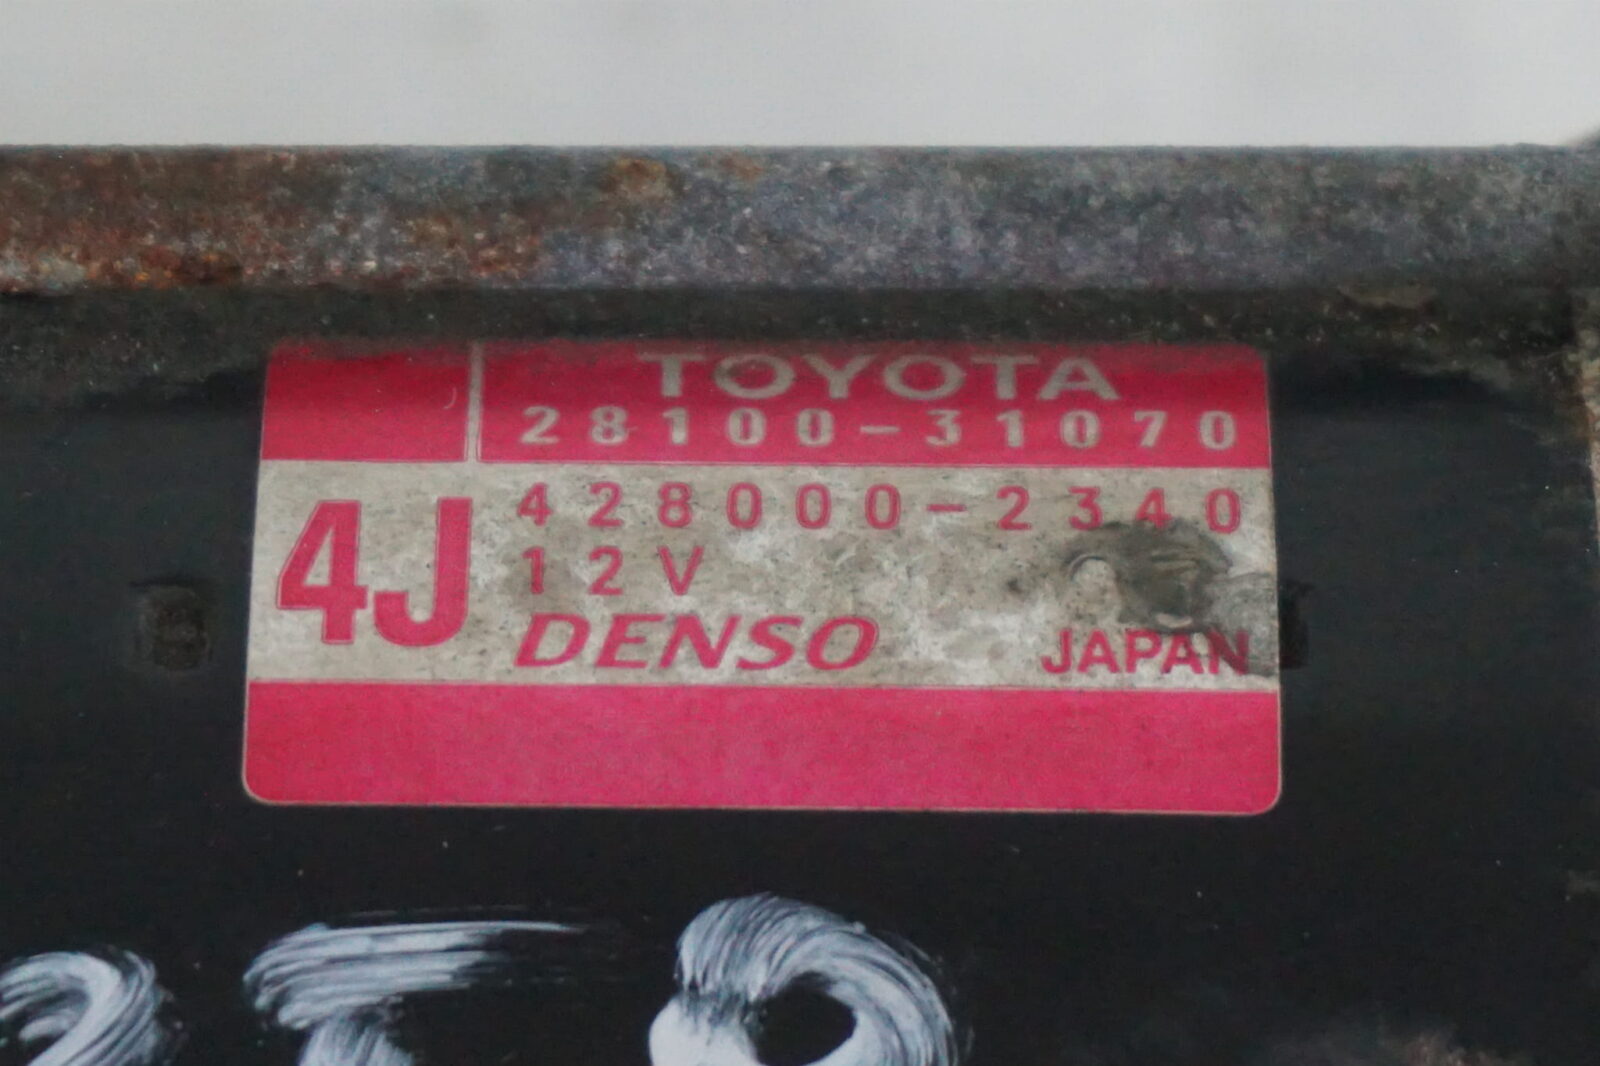 TOYOTA
28100-31070
4J
428000-2340
12V
DENSO
JAPAN